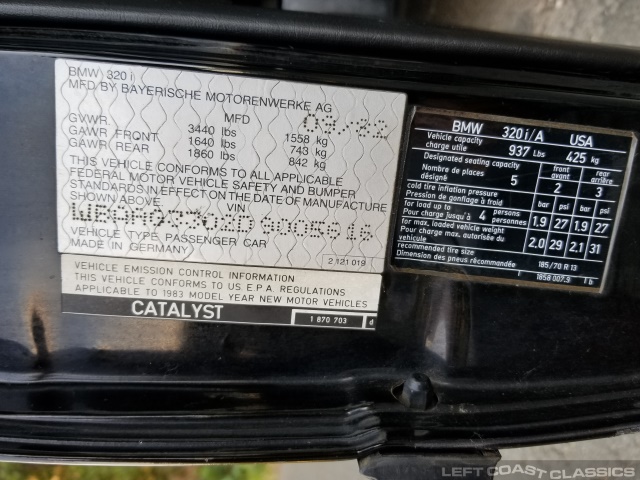 BMW 320 i
MFD BY BAYERISCHE MOTORENWERKE AG
GVWR. MFD
3440 lbs 1558 kg
GAWR FRONT 1640 lbs 743 kg
GAWR REAR 1860 lbs 842 kg
THIS VEHICLE CONFORMS TO ALL APPLICABLE
FEDERAL MOTOR VEHICLE SAFETY AND BUMPER
STANDARDS IN EFFECT ON THE DATE OF MANUFACTURE
SHOWN ABOVE VIN
VEHICLE TYPE PASSENGER CAR
MADE IN GERMANY 2 121 019
VEHICLE EMISSION CONTROL INFORMATION
THIS VEHICLE CONFORMS TO U.S E.P.A REGULATIONS
APPLICABLE TO 1983 MODEL YEAR NEW MOTOR VEHICLES
CATALYST 1 870 703 d
BMW 320 i/A USA
Vehicle capacity
charge utile 937 Lbs 425 kg
Designated seating capacity
Nombre de places
désigné 5 front avant 2 rear arrière 3
cold tire inflation pressure
Pression de gonflage à froid bar psi bar psi
for load up to
Pour charge jusqu'à 4 persons personnes 1.9 27 1.9 27
for max. loaded vehicle weight
Pour charge max. autorisée du
véhicule 2.0 29 2.1 31
recommended tire size
Dimension des pneus recommendée 185/70 R 13
1858 007.9 lb
LEFT COAST CLASSICS